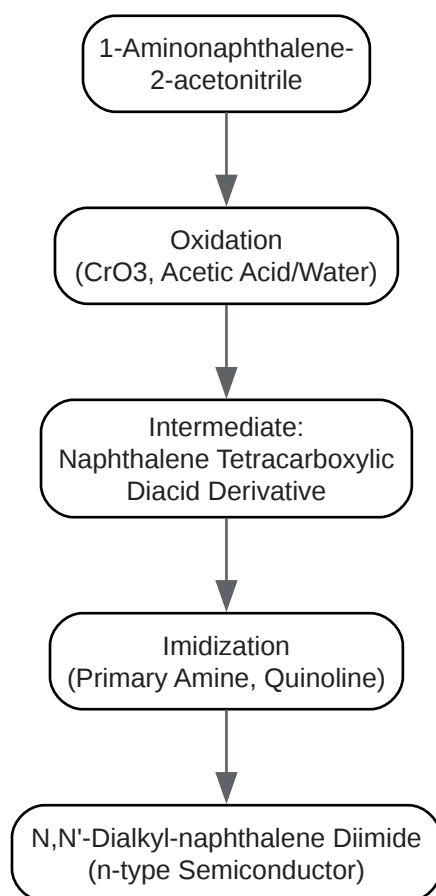 1-Aminonaphthalene-
2-acetonitrile
Oxidation
(CrO3, Acetic Acid/Water)
Intermediate:
Naphthalene Tetracarboxylic
Diacid Derivative
Imidization
(Primary Amine, Quinoline)
N,N'-Dialkyl-naphthalene Diimide
(n-type Semiconductor)